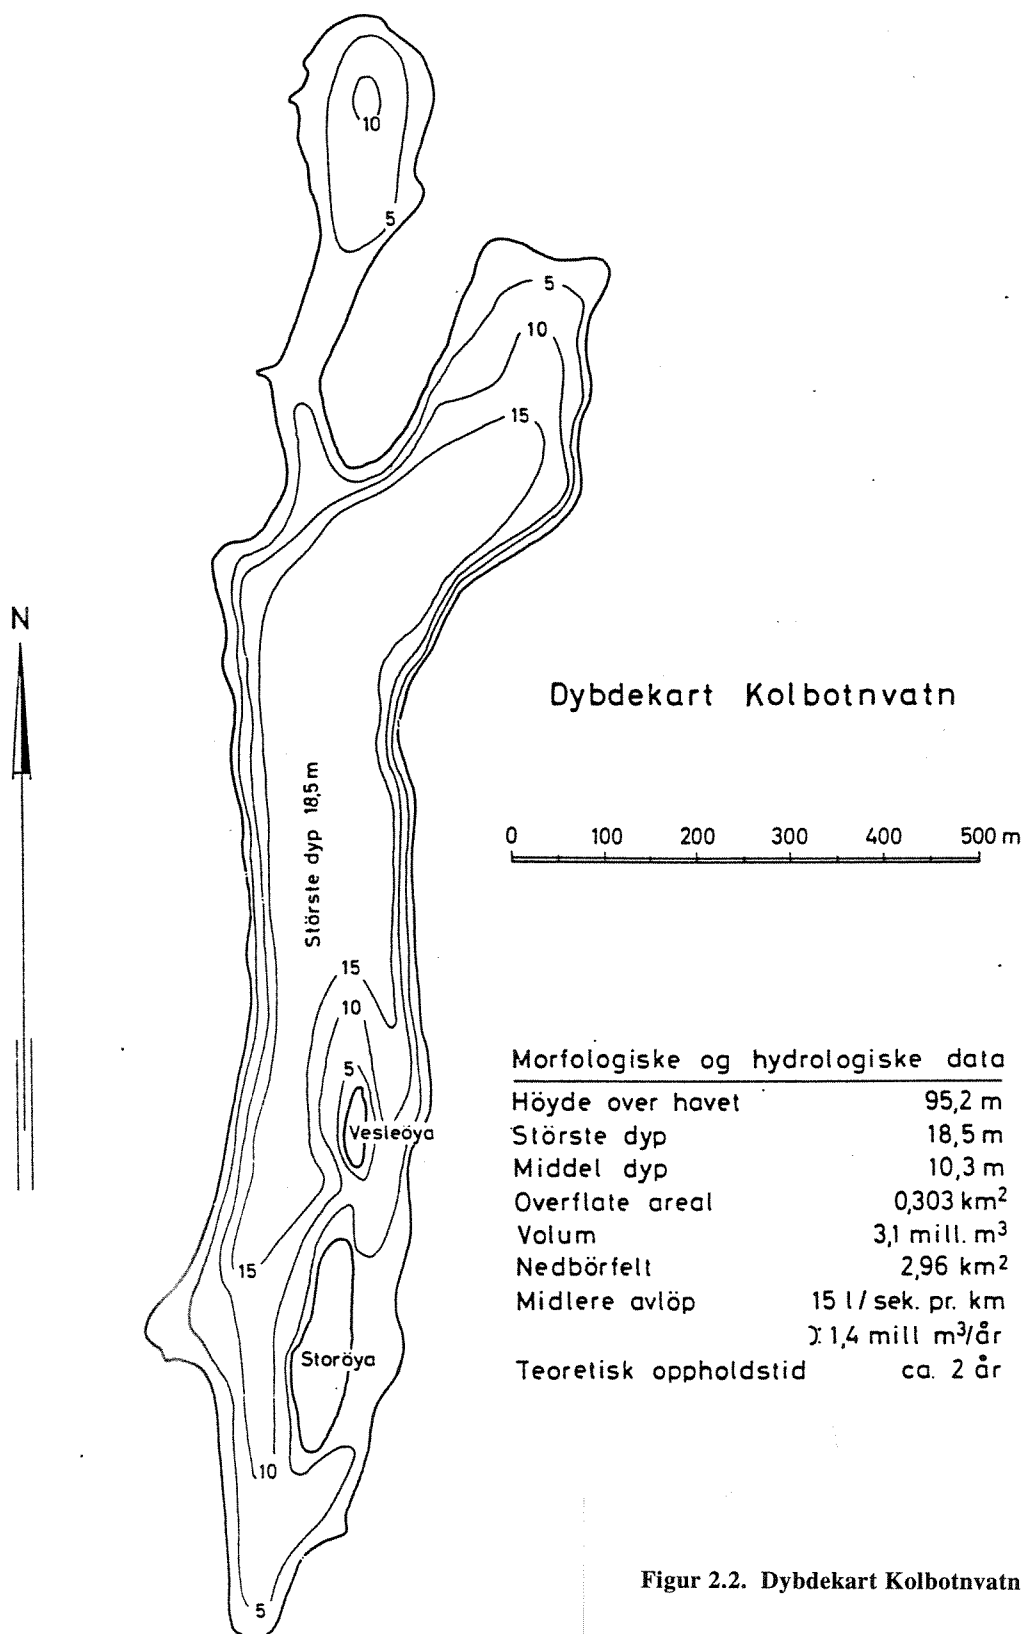 10
5
5
10
15
N
Dybdekart Kolbotnvatn
Störste dyp 18,5 m
0 100 200 300 400 500 m
15
10
5
Vesleöya
15
Storöya
10
5
Morfologiske og hydrologiske data
Höyde over havet 95,2 m
Störste dyp 18,5 m
Middel dyp 10,3 m
Overflate areal 0,303 km²
Volum 3,1 mill. m³
Nedbörfelt 2,96 km²
Midlere avlöp 15 l/sek. pr. km
1,4 mill m³/år
Teoretisk oppholdstid ca. 2 år
Figur 2.2. Dybdekart Kolbotnvatn